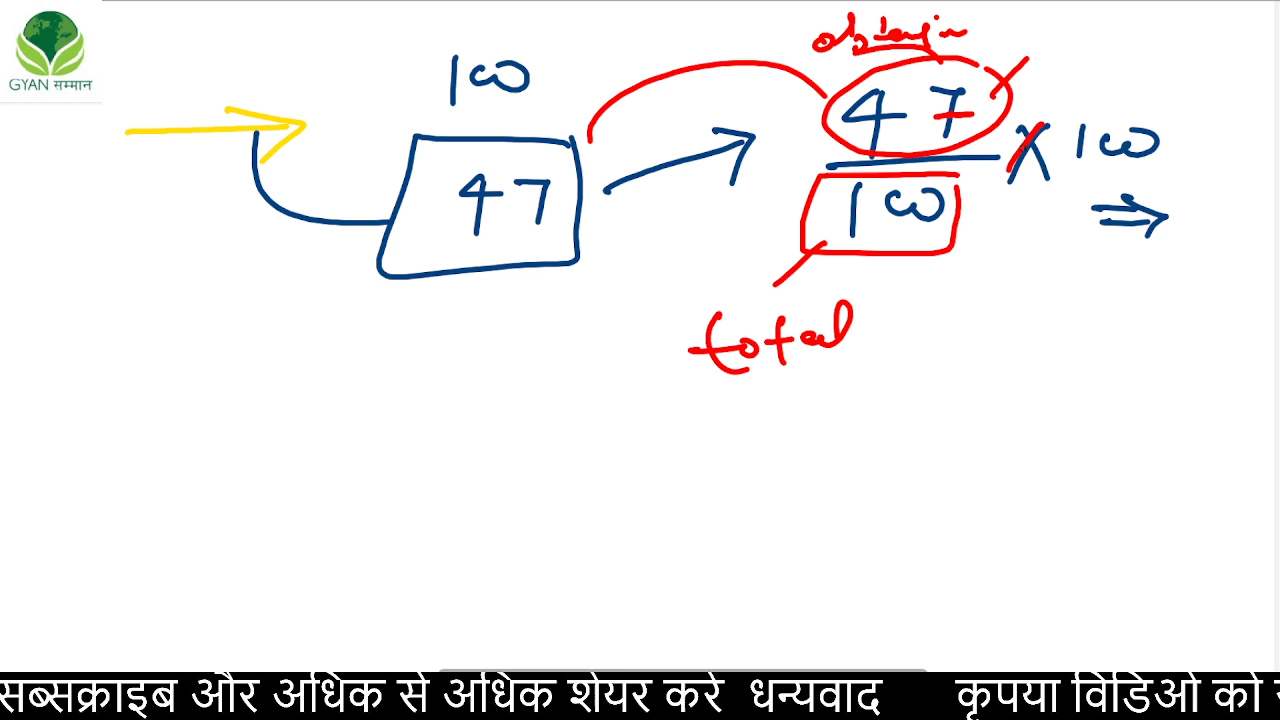 GYAN सम्मान
100
47
obtain
47
100
X 100
total
सब्सक्राइब और अधिक से अधिक शेयर करे धन्यवाद कृपया विडिओ को